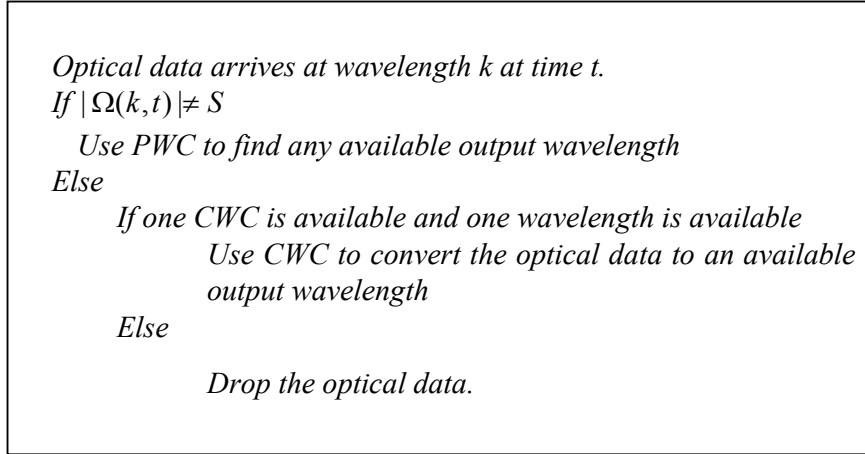 Optical data arrives at wavelength k at time t.
If | Ω(k,t) |≠ S
Use PWC to find any available output wavelength
Else
If one CWC is available and one wavelength is available
Use CWC to convert the optical data to an available
output wavelength
Else
Drop the optical data.